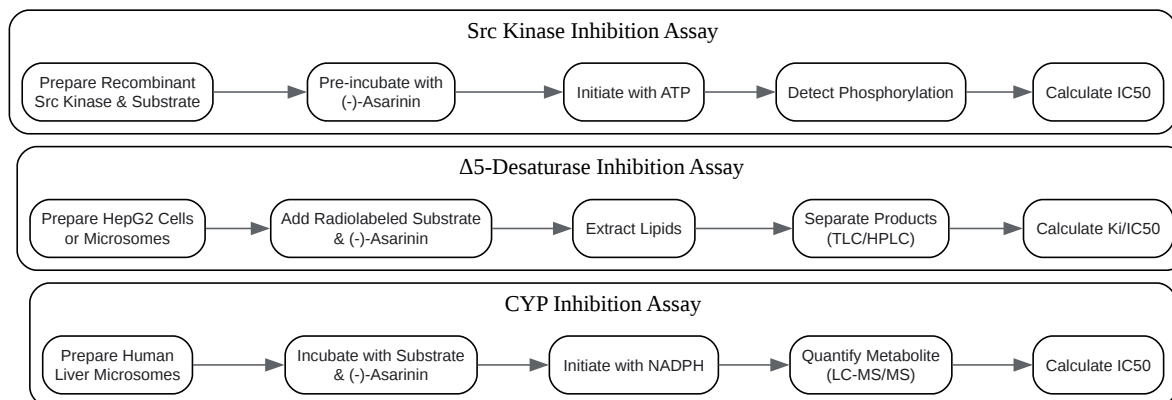 Src Kinase Inhibition Assay
Prepare Recombinant
Src Kinase & Substrate
Pre-incubate with
(-)-Asarinin
Initiate with ATP
Detect Phosphorylation
Calculate IC50
Δ5-Desaturase Inhibition Assay
Prepare HepG2 Cells
or Microsomes
Add Radiolabeled Substrate
& (-)-Asarinin
Extract Lipids
Separate Products
(TLC/HPLC)
Calculate Ki/IC50
CYP Inhibition Assay
Prepare Human
Liver Microsomes
Incubate with Substrate
& (-)-Asarinin
Initiate with NADPH
Quantify Metabolite
(LC-MS/MS)
Calculate IC50